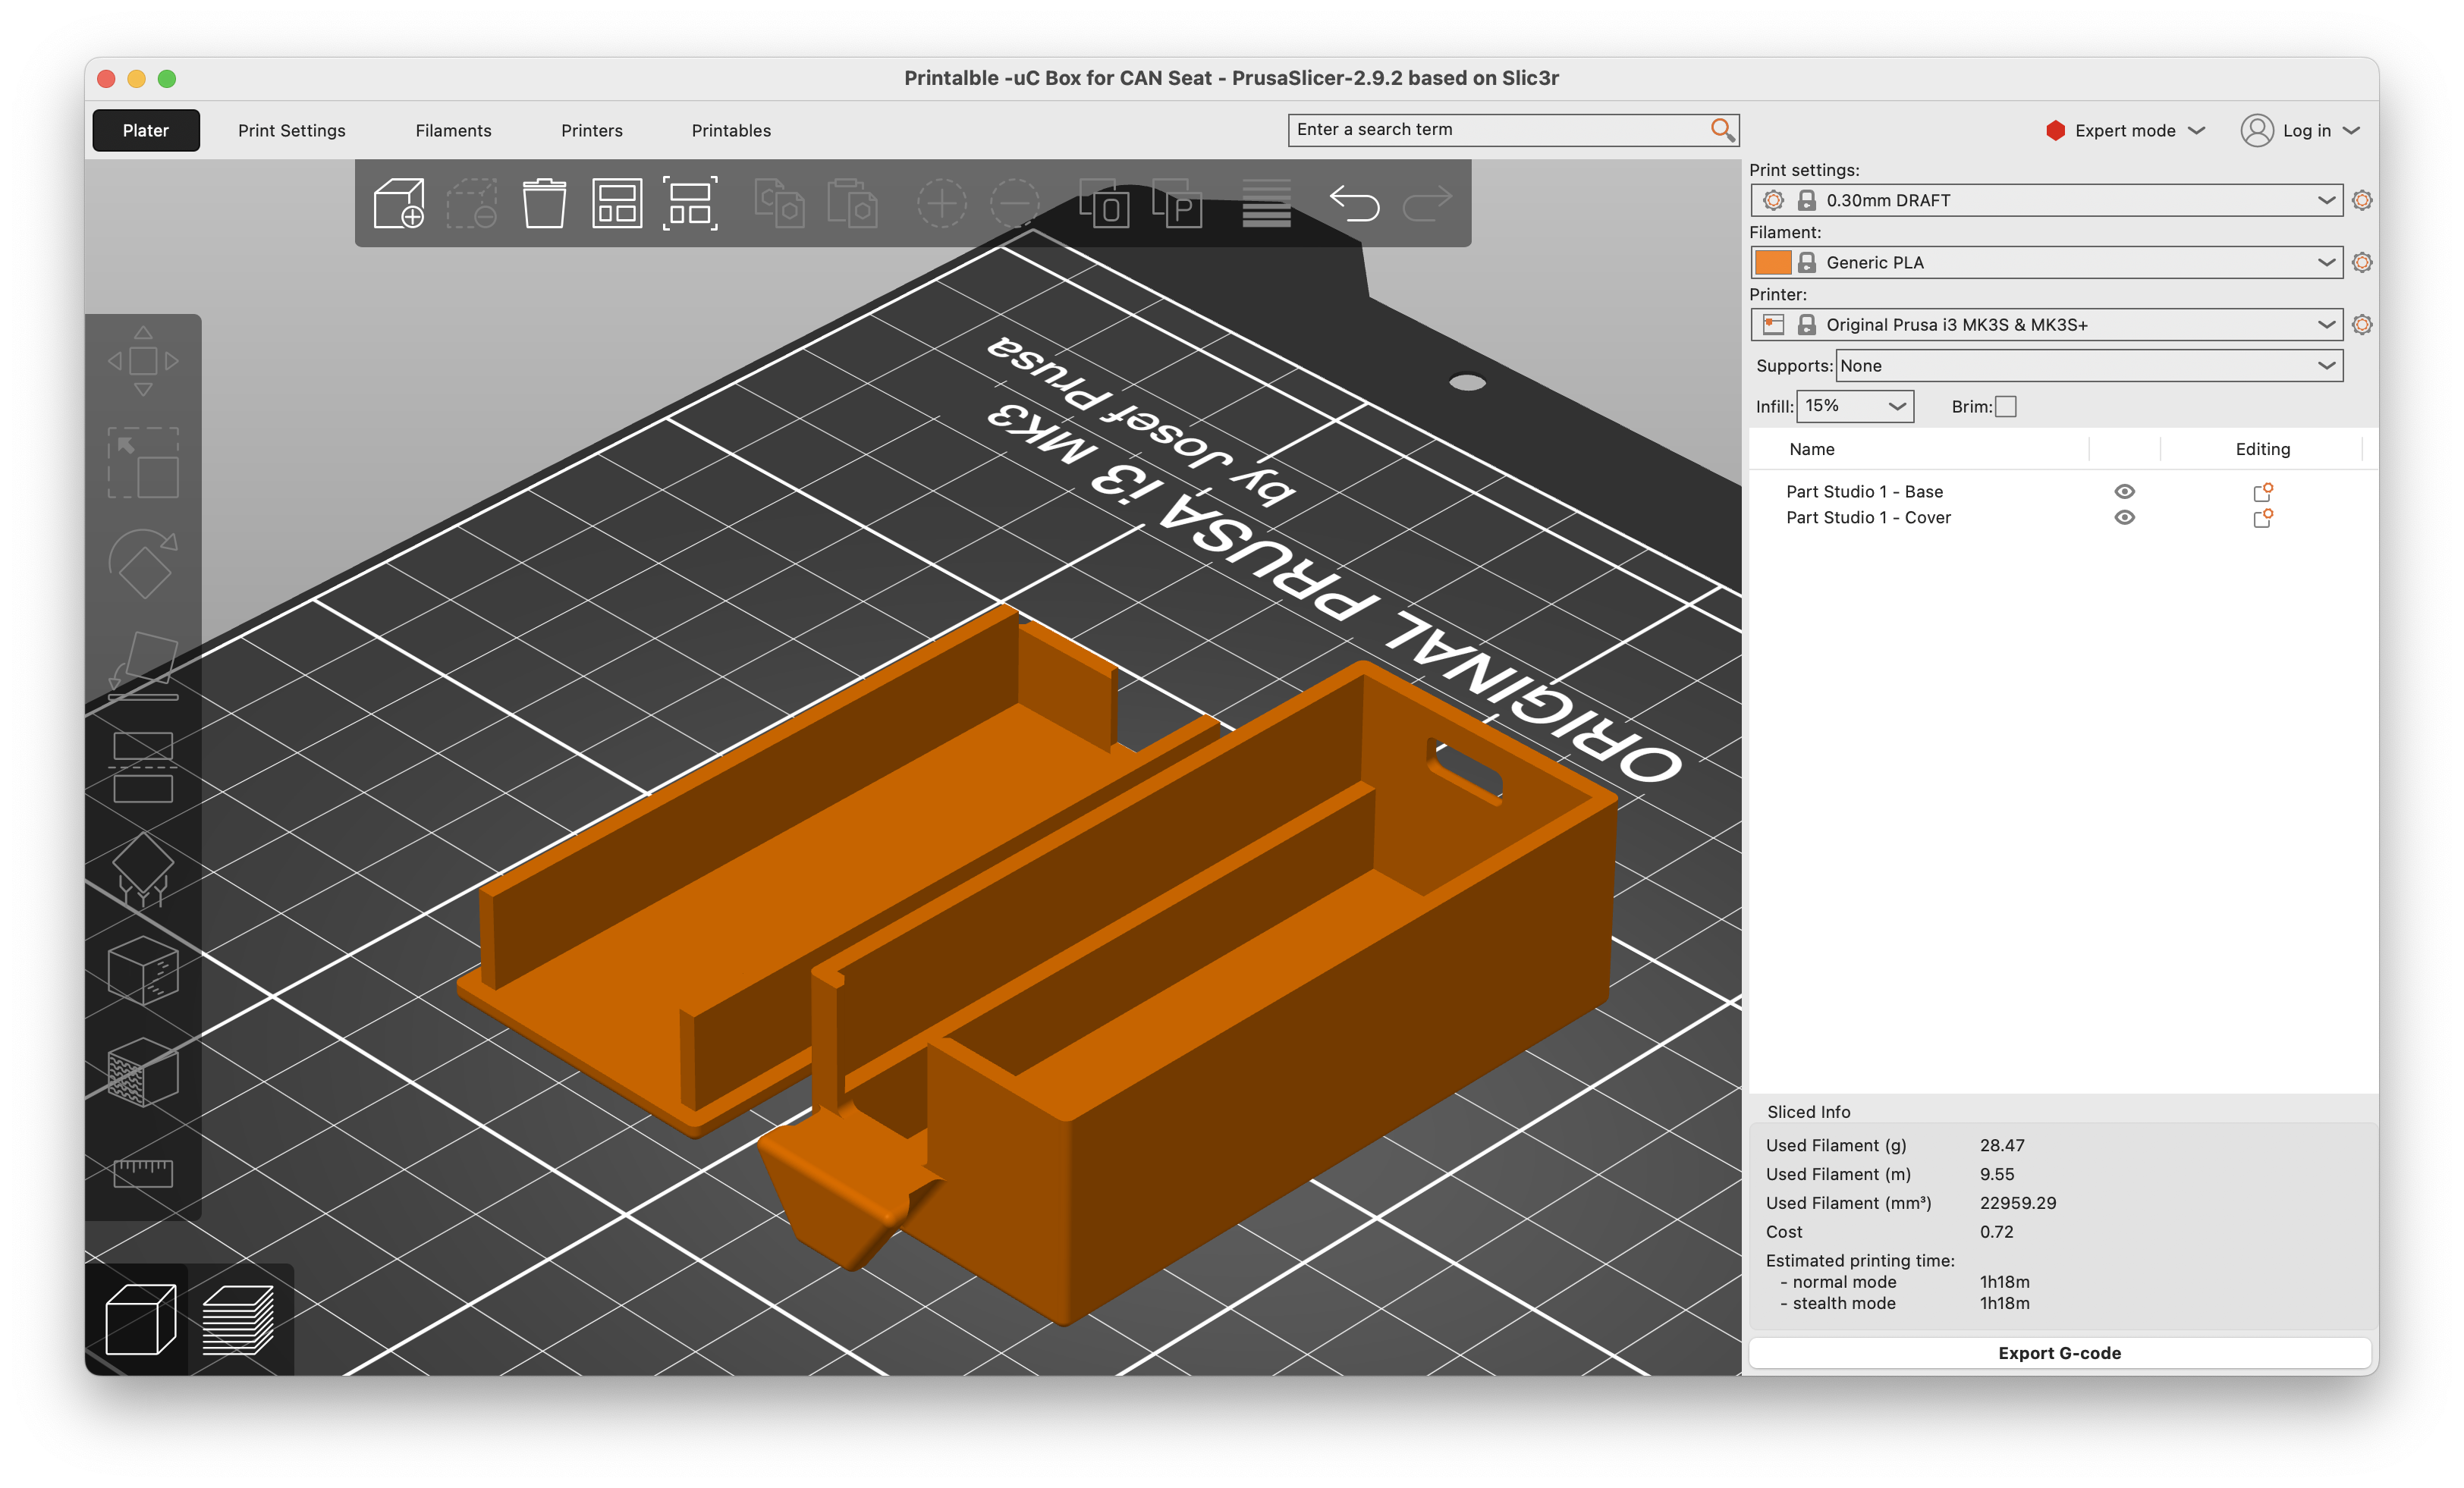 Printalble -uC Box for CAN Seat - PrusaSlicer-2.9.2 based on Slic3r
Plater
Print Settings
Filaments
Printers
Printables
Enter a search term
Expert mode
Log in
Print settings:
0.30mm DRAFT
Filament:
Generic PLA
Printer:
Original Prusa i3 MK3S & MK3S+
Supports: None
Infill: 15% Brim:
Name Editing
Part Studio 1 - Base
Part Studio 1 - Cover
ORIGINAL PRUSA i3 MK3
by Josef Prusa
O
P
Sliced Info
Used Filament (g) 28.47
Used Filament (m) 9.55
Used Filament (mm³) 22959.29
Cost 0.72
Estimated printing time:
- normal mode 1h18m
- stealth mode 1h18m
Export G-code